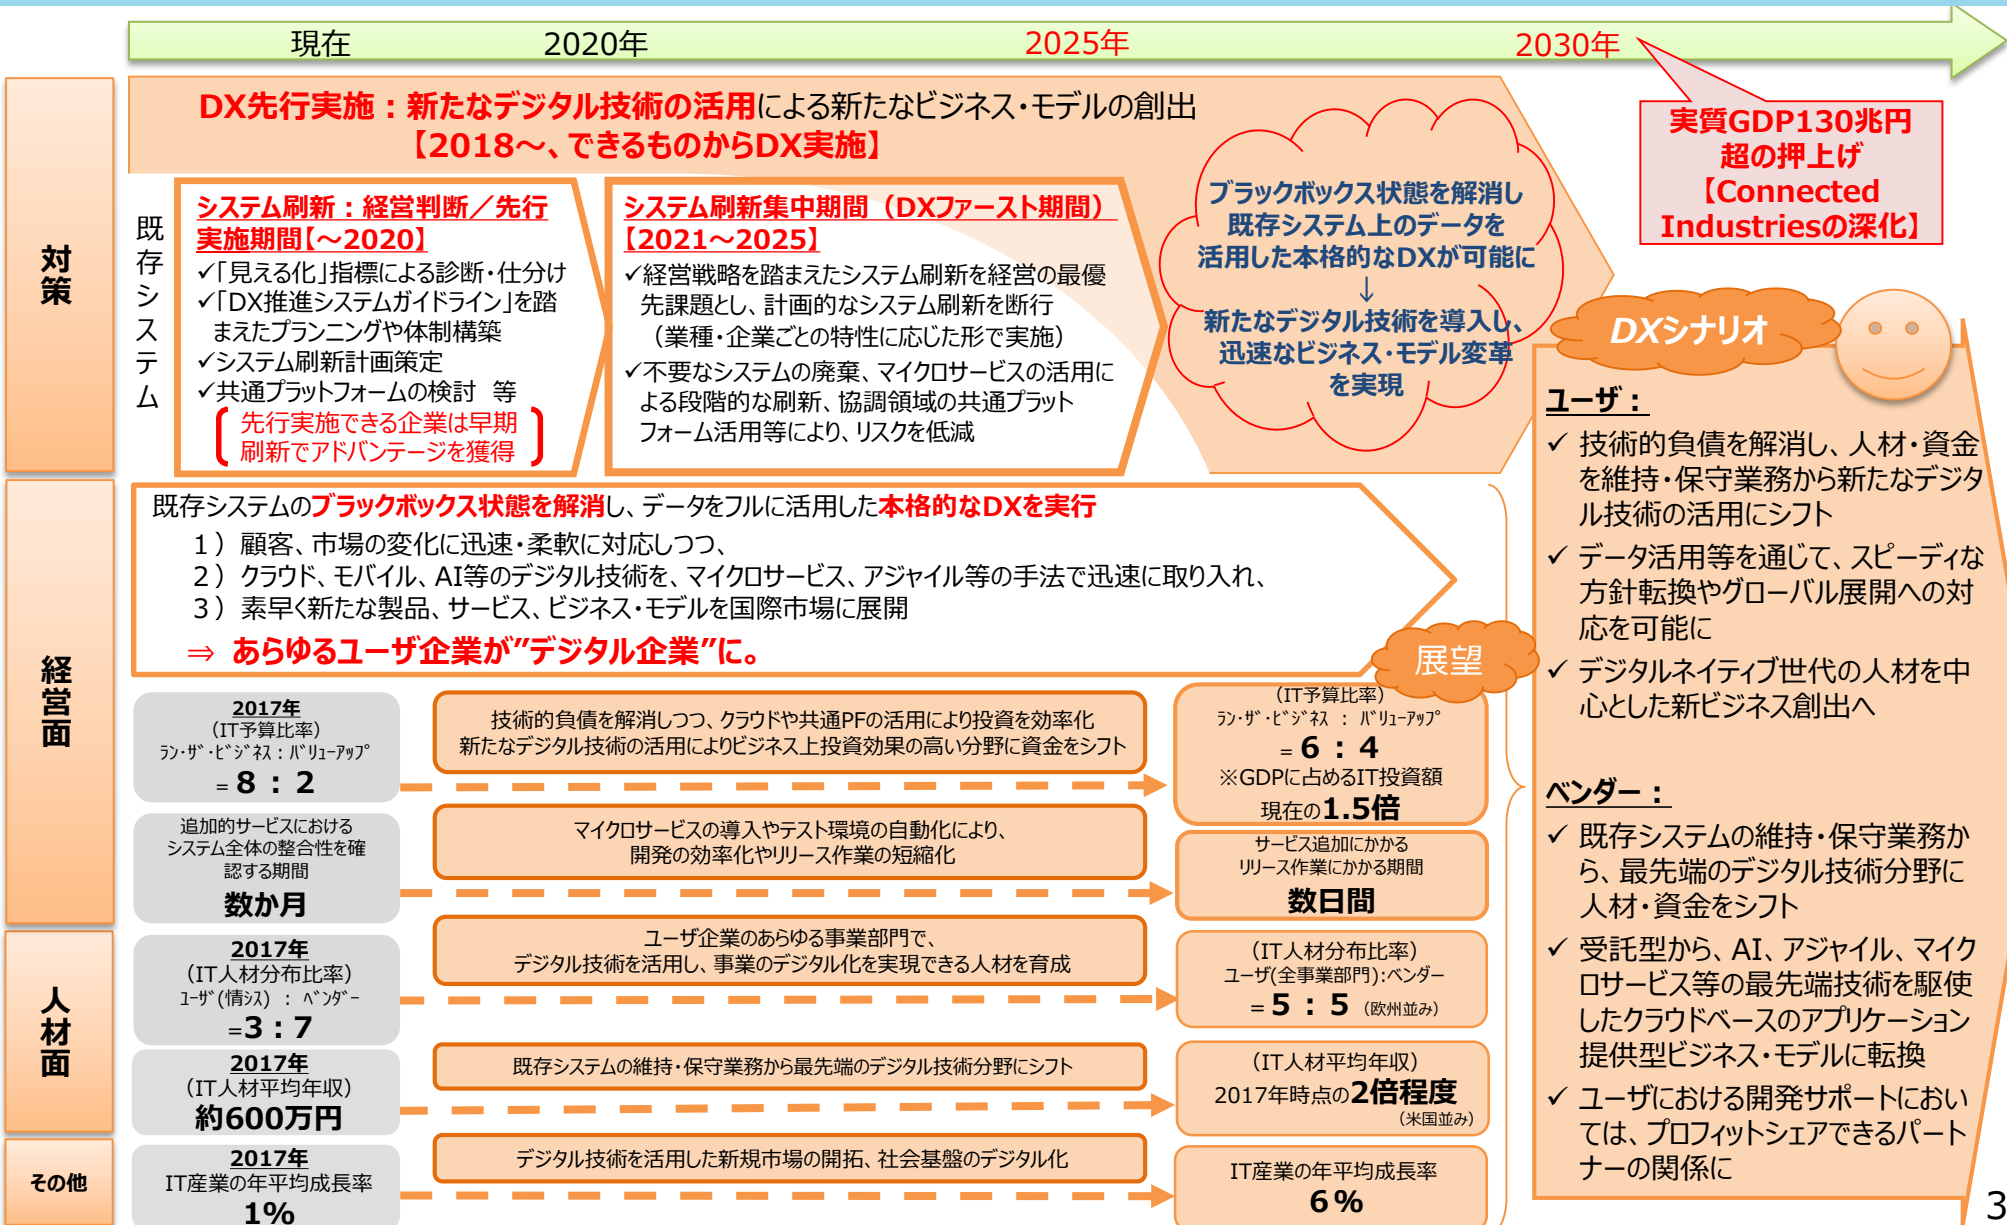 現在
2020年
2025年
2030年
実質GDP130兆円
超の押上げ
【Connected
Industriesの深化】
対策
DX先行実施：新たなデジタル技術の活用による新たなビジネス・モデルの創出
【2018～、できるものからDX実施】
既存システム
システム刷新：経営判断／先行
実施期間【～2020】
✓「見える化」指標による診断・仕分け
✓「DX推進システムガイドライン」を踏
まえたプランニングや体制構築
✓システム刷新計画策定
✓共通プラットフォームの検討　等
先行実施できる企業は早期
刷新でアドバンテージを獲得
システム刷新集中期間（DXファースト期間）
【2021～2025】
✓経営戦略を踏まえたシステム刷新を経営の最優
先課題とし、計画的なシステム刷新を断行
（業種・企業ごとの特性に応じた形で実施）
✓不要なシステムの廃棄、マイクロサービスの活用に
よる段階的な刷新、協調領域の共通プラット
フォーム活用等により、リスクを低減
ブラックボックス状態を解消し
既存システム上のデータを
活用した本格的なDXが可能に
↓
新たなデジタル技術を導入し、
迅速なビジネス・モデル変革
を実現
経営面
既存システムのブラックボックス状態を解消し、データをフルに活用した本格的なDXを実行
１）顧客、市場の変化に迅速・柔軟に対応しつつ、
２）クラウド、モバイル、AI等のデジタル技術を、マイクロサービス、アジャイル等の手法で迅速に取り入れ、
３）素早く新たな製品、サービス、ビジネス・モデルを国際市場に展開
⇒ あらゆるユーザ企業が”デジタル企業”に。
展望
2017年
（IT予算比率）
ﾗﾝ・ｻﾞ・ﾋﾞｼﾞﾈｽ：ﾊﾞﾘｭｰｱｯﾌﾟ
= 8：2
技術的負債を解消しつつ、クラウドや共通PFの活用により投資を効率化
新たなデジタル技術の活用によりビジネス上投資効果の高い分野に資金をシフト
（IT予算比率）
ﾗﾝ・ｻﾞ・ﾋﾞｼﾞﾈｽ：ﾊﾞﾘｭｰｱｯﾌﾟ
= 6：4
※GDPに占めるIT投資額
現在の1.5倍
追加的サービスにおける
システム全体の整合性を確
認する期間
数か月
マイクロサービスの導入やテスト環境の自動化により、
開発の効率化やリリース作業の短縮化
サービス追加にかかる
リリース作業にかかる期間
数日間
人材面
2017年
（IT人材分布比率）
ﾕｰｻﾞ(情ｼｽ)：ﾍﾞﾝﾀﾞｰ
=3：7
ユーザ企業のあらゆる事業部門で、
デジタル技術を活用し、事業のデジタル化を実現できる人材を育成
（IT人材分布比率）
ユーザ(全事業部門):ベンダー
= 5：5（欧州並み）
2017年
（IT人材平均年収）
約600万円
既存システムの維持・保守業務から最先端のデジタル技術分野にシフト
（IT人材平均年収）
2017年時点の2倍程度
（米国並み）
その他
2017年
IT産業の年平均成長率
1％
デジタル技術を活用した新規市場の開拓、社会基盤のデジタル化
IT産業の年平均成長率
6％
DXシナリオ
ユーザ：
✓ 技術的負債を解消し、人材・資金
を維持・保守業務から新たなデジタ
ル技術の活用にシフト
✓ データ活用等を通じて、スピーディな
方針転換やグローバル展開への対
応を可能に
✓ デジタルネイティブ世代の人材を中
心とした新ビジネス創出へ
ベンダー：
✓ 既存システムの維持・保守業務か
ら、最先端のデジタル技術分野に
人材・資金をシフト
✓ 受託型から、AI、アジャイル、マイク
ロサービス等の最先端技術を駆使
したクラウドベースのアプリケーション
提供型ビジネス・モデルに転換
✓ ユーザにおける開発サポートにおい
ては、プロフィットシェアできるパート
ナーの関係に
3